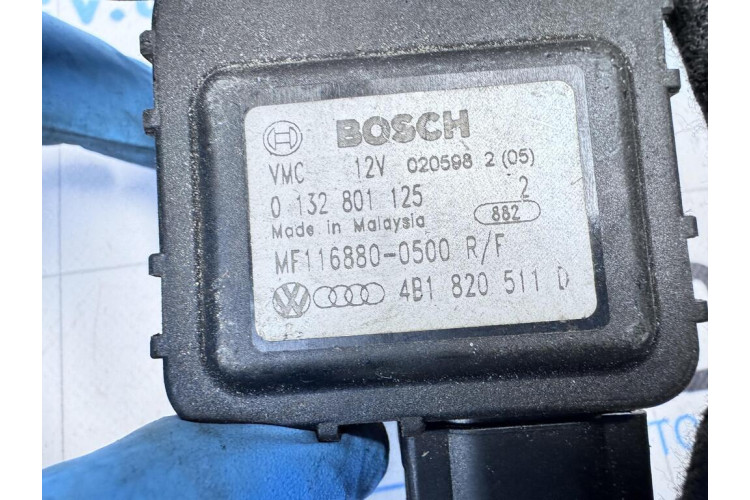 BOSCH
VMC 12V 020598 2 (05)
0 132 801 125 2
Made in Malaysia 882
MF116880-0500 R/F
4B1 820 511 D